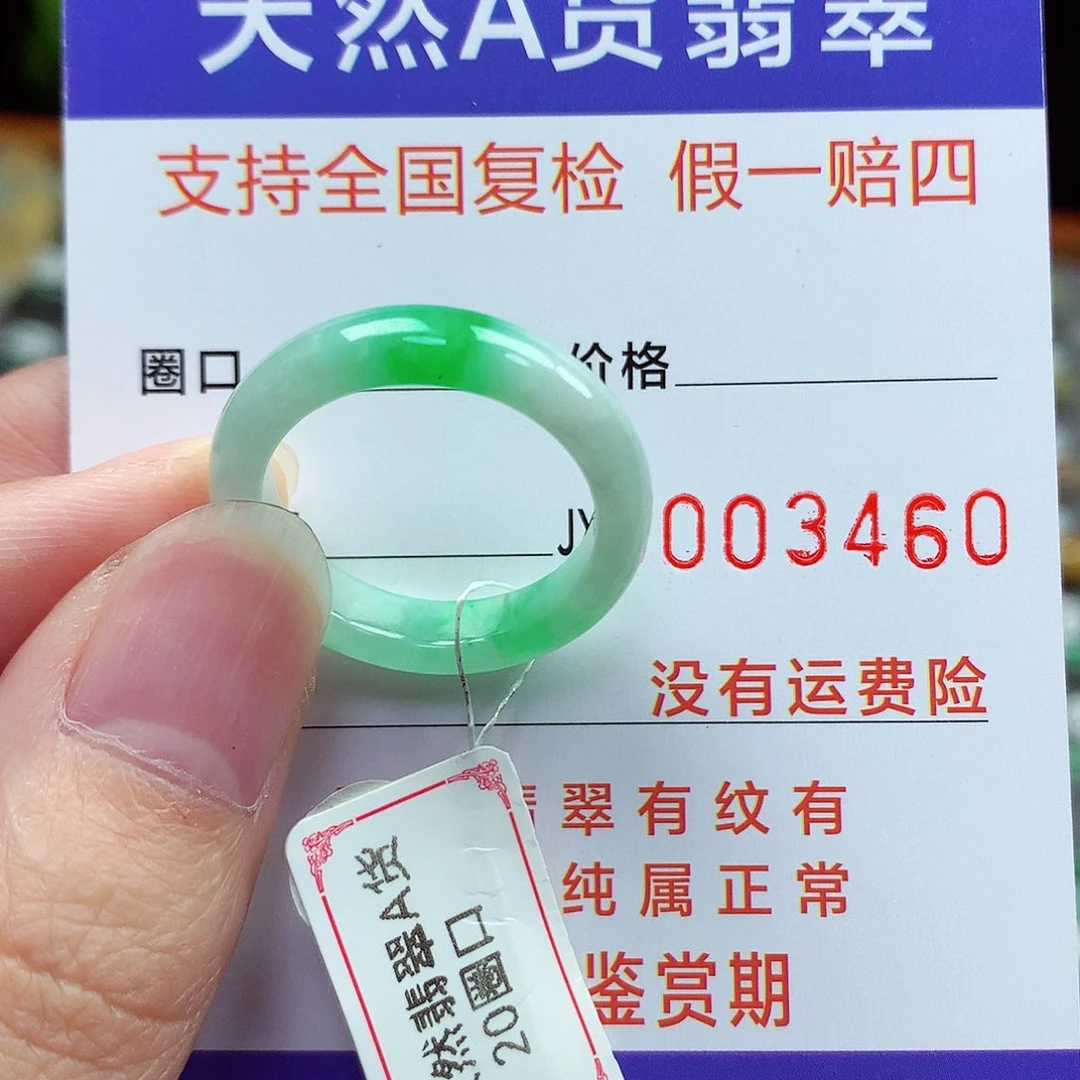 天然A货翡翠
支持全国复检 假一赔四
圈口 价格
JY 003460
没有运费险
翡翠有纹有
纯属正常
鉴赏期
然翡翠A货
20圈口